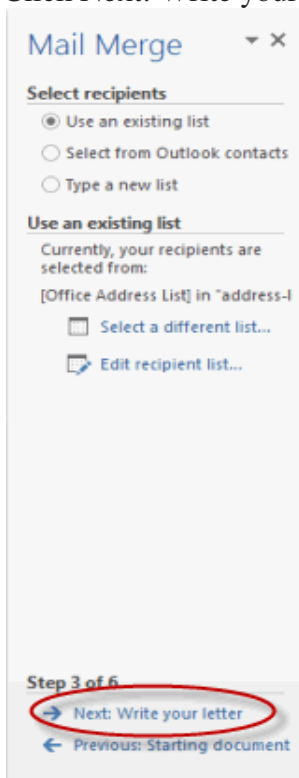 Mail Merge
Select recipients
Use an existing list
Select from Outlook contacts
Type a new list
Use an existing list
Currently, your recipients are
selected from:
[Office Address List] in "address-l
Select a different list...
Edit recipient list...
Step 3 of 6
Next: Write your letter
Previous: Starting document